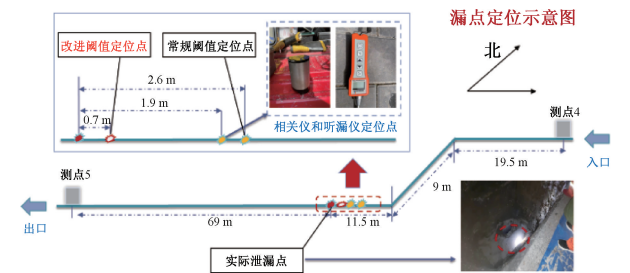 漏点定位示意图
改进阈值定位点
常规阈值定位点
北
2.6 m
1.9 m
0.7 m
相关仪和听漏仪定位点
测点4
入口
19.5 m
测点5
9 m
出口
69 m
11.5 m
实际泄漏点